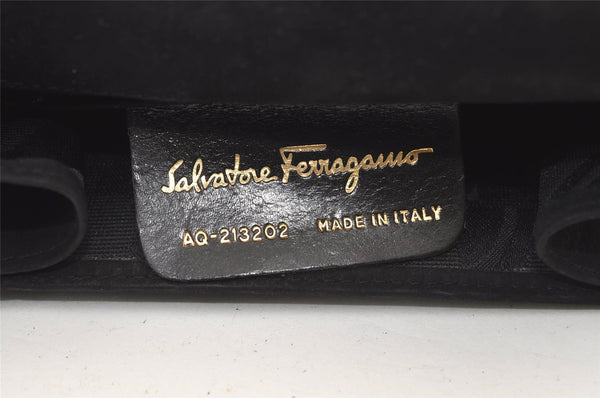 Salvatore Ferragamo
AQ-213202 MADE IN ITALY